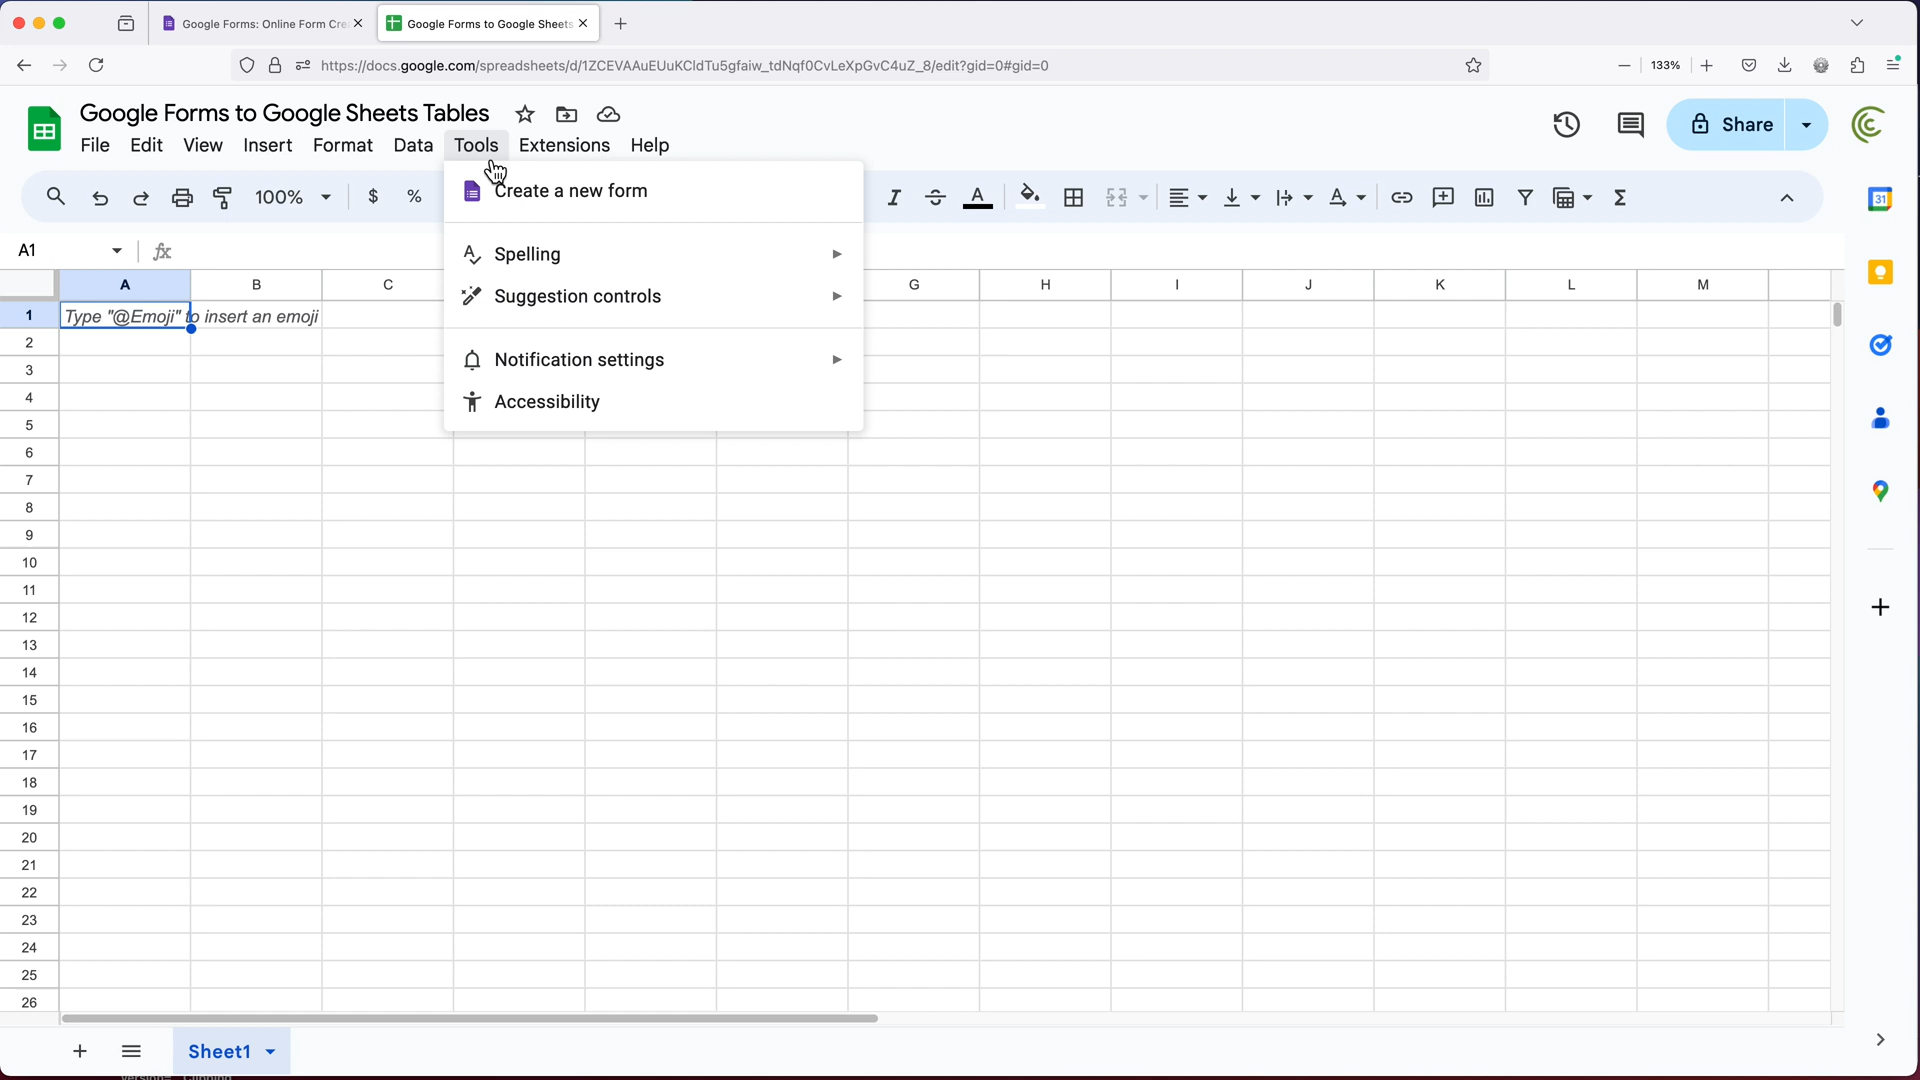 Google Forms: Online Form Cre
Google Forms to Google Sheets
https://docs.google.com/spreadsheets/d/1ZCEVAAuEUuKCldTu5gfaiw_tdNqf0CvLeXpGvC4uZ_8/edit?gid=0#gid=0
133%
Google Forms to Google Sheets Tables
File Edit View Insert Format Data Tools Extensions Help
Share
100% $ %
Create a new form
Spelling
Suggestion controls
Notification settings
Accessibility
31
A1 fx
A B C G H I J K L M
1 Type "@Emoji" to insert an emoji
2
3
4
5
6
7
8
9
10
11
12
13
14
15
16
17
18
19
20
21
22
23
24
25
26
Sheet1